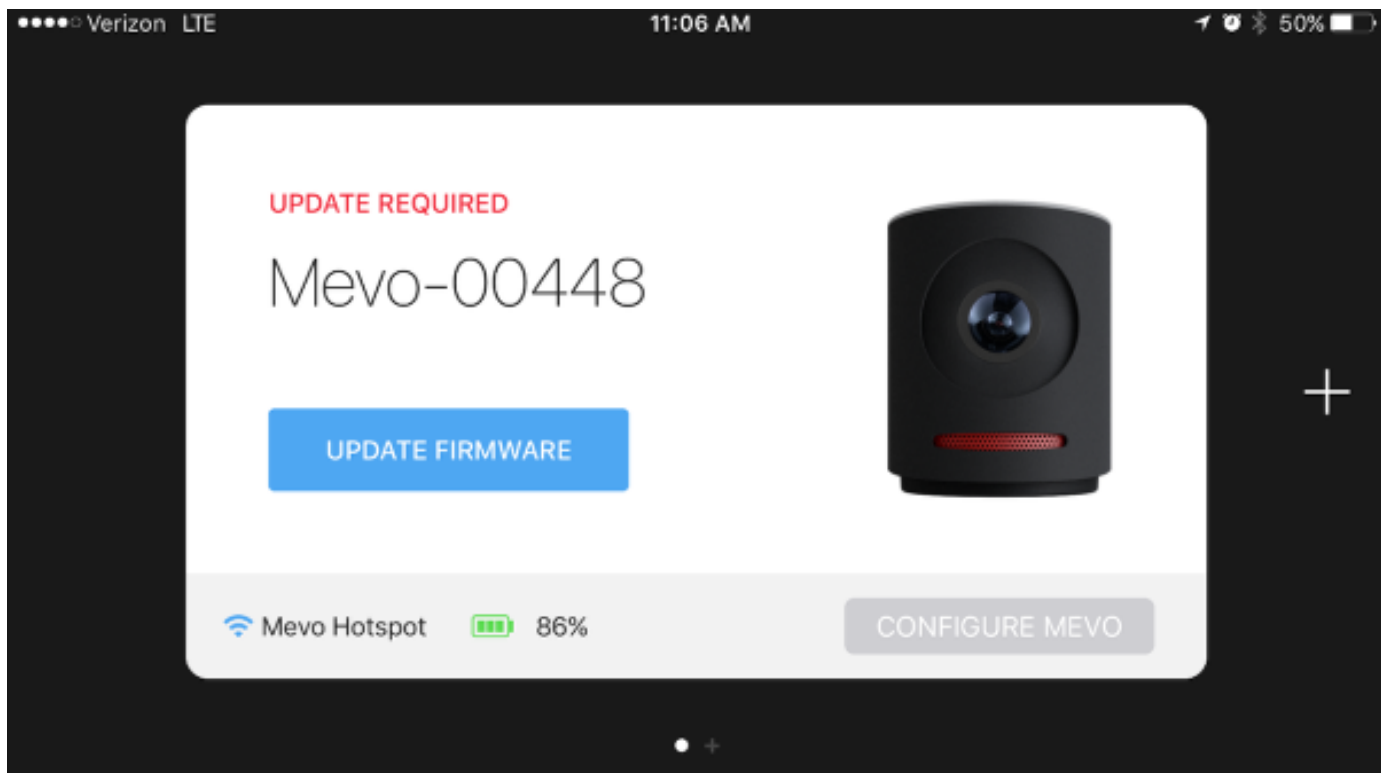 Verizon LTE 11:06 AM 50%
UPDATE REQUIRED
Mevo-00448
UPDATE FIRMWARE
Mevo Hotspot 86% CONFIGURE MEVO